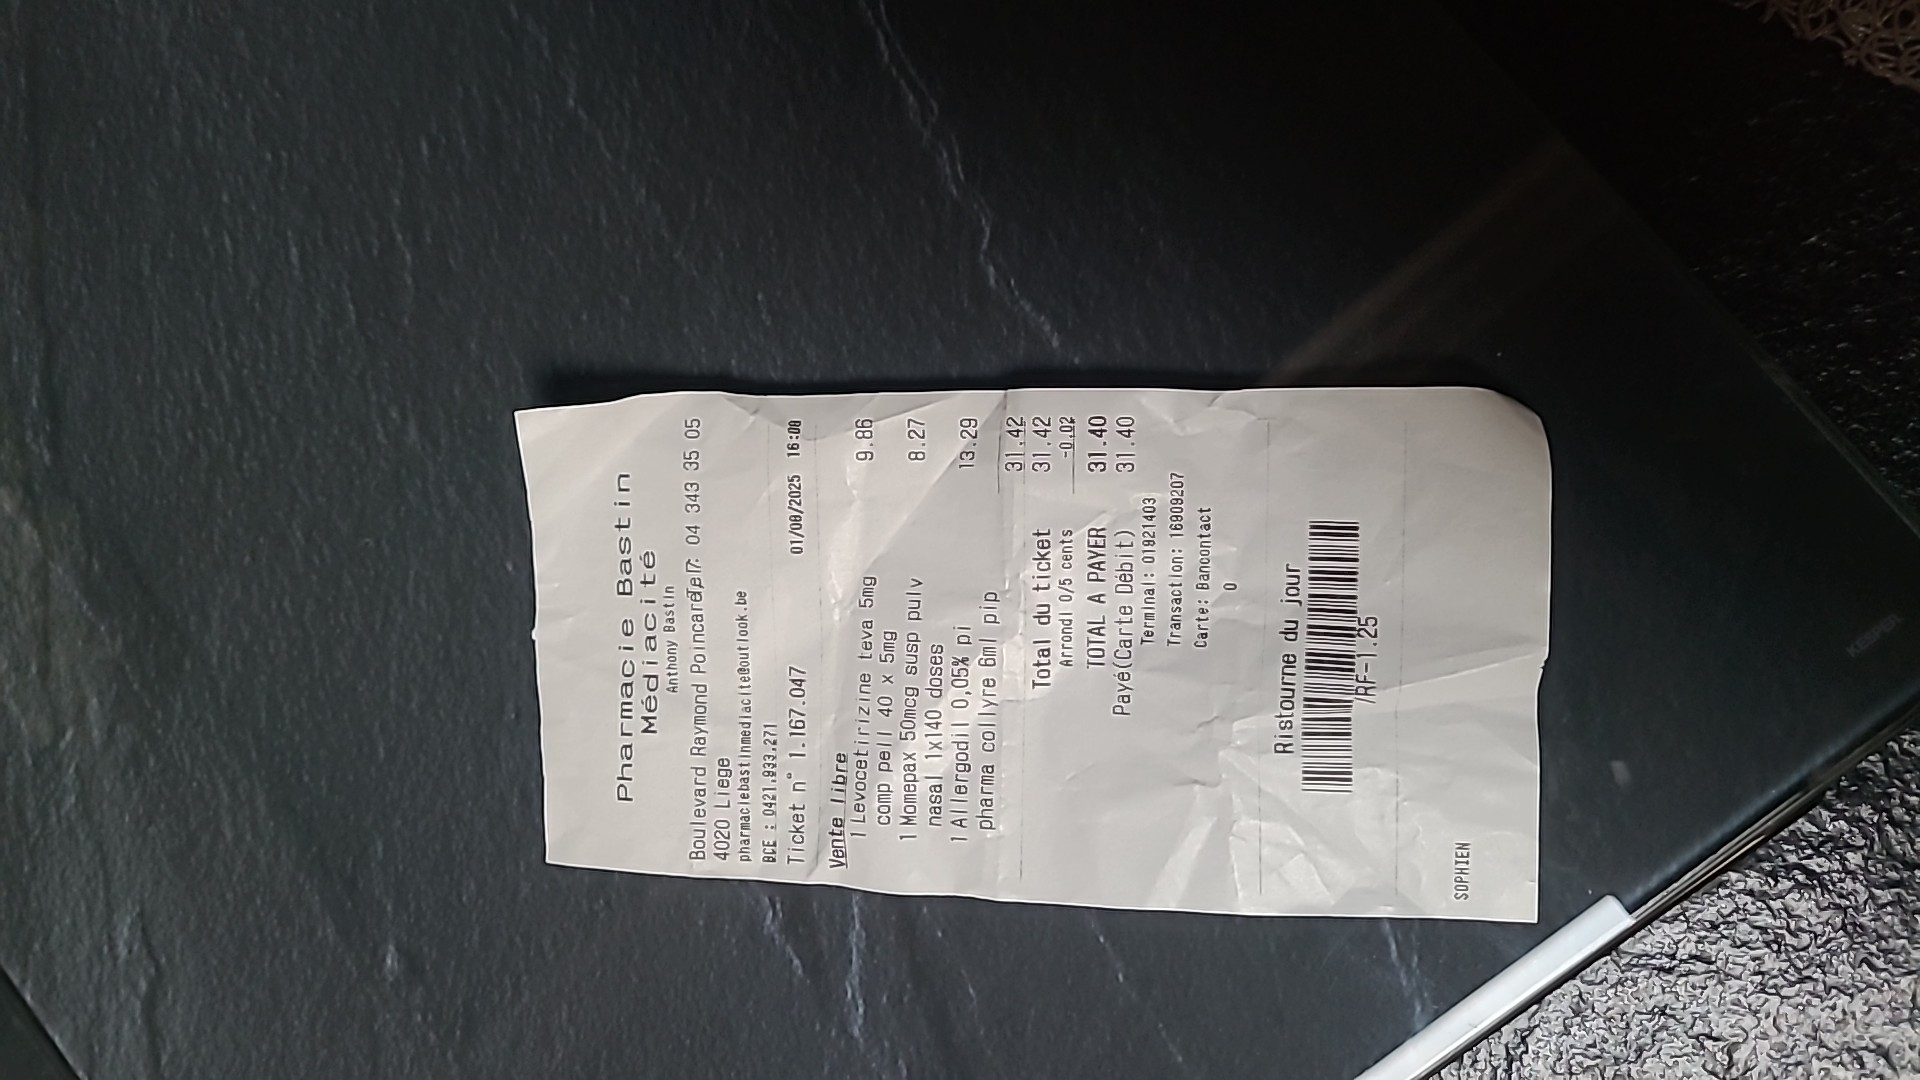 Pharmacie Bastin
Médiacité
Anthony Bastin
Boulevard Raymond Poincaré 7: 04 343 35 05
4020 Liege
pharmaciebastinmediacite@outlook.be
BCE : 0421.933.271
Ticket n° 1.167.047 01/08/2025 16:08
Vente libre
1 Levocetirizine teva 5mg 9.86
comp pell 40 x 5mg
1 Momepax 50mcg susp pulv 8.27
nasal 1x140 doses
1 Allergodil 0,05% pi 13.29
pharma collyre 6ml pip
31.42
Total du ticket 31.42
Arrondi 0/5 cents -0.02
TOTAL A PAYER 31.40
Payé(Carte Débit) 31.40
Terminal: 01921403
Transaction: 16909207
Carte: Bancontact
0
Ristourne du jour
/RF-1.25
SOPHIEN
KEEPER